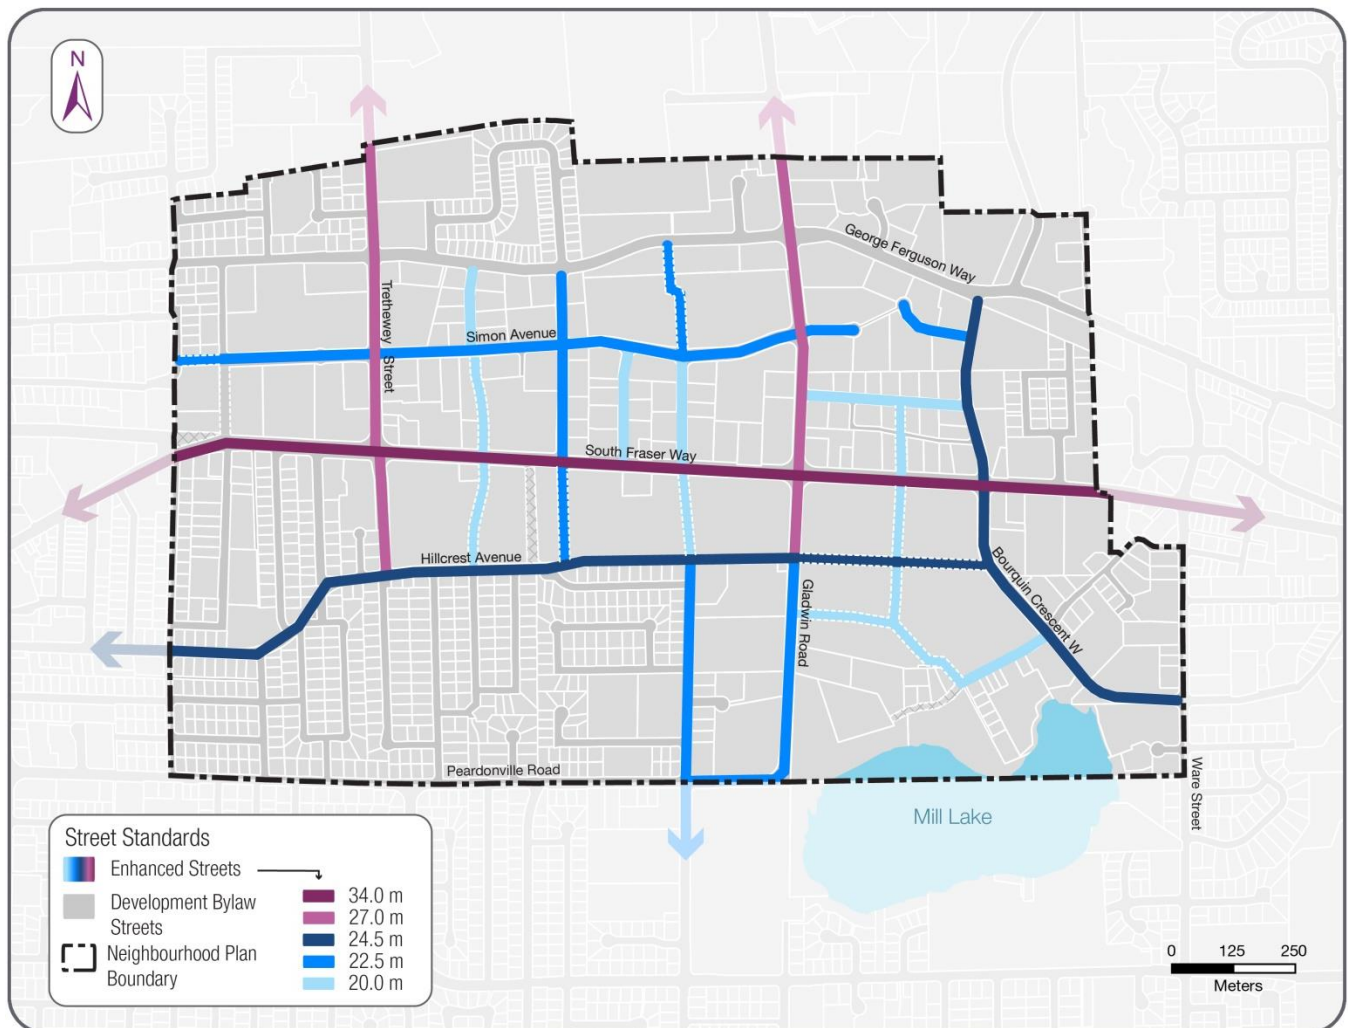 N
George Ferguson Way
Trethewey Street
Simon Avenue
South Fraser Way
Hillcrest Avenue
Bourquin Crescent W
Gladwin Road
Peardonville Road
Ware Street
Mill Lake
Street Standards
Enhanced Streets
Development Bylaw
Streets
Neighbourhood Plan
Boundary
34.0 m
27.0 m
24.5 m
22.5 m
20.0 m
0 125 250
Meters